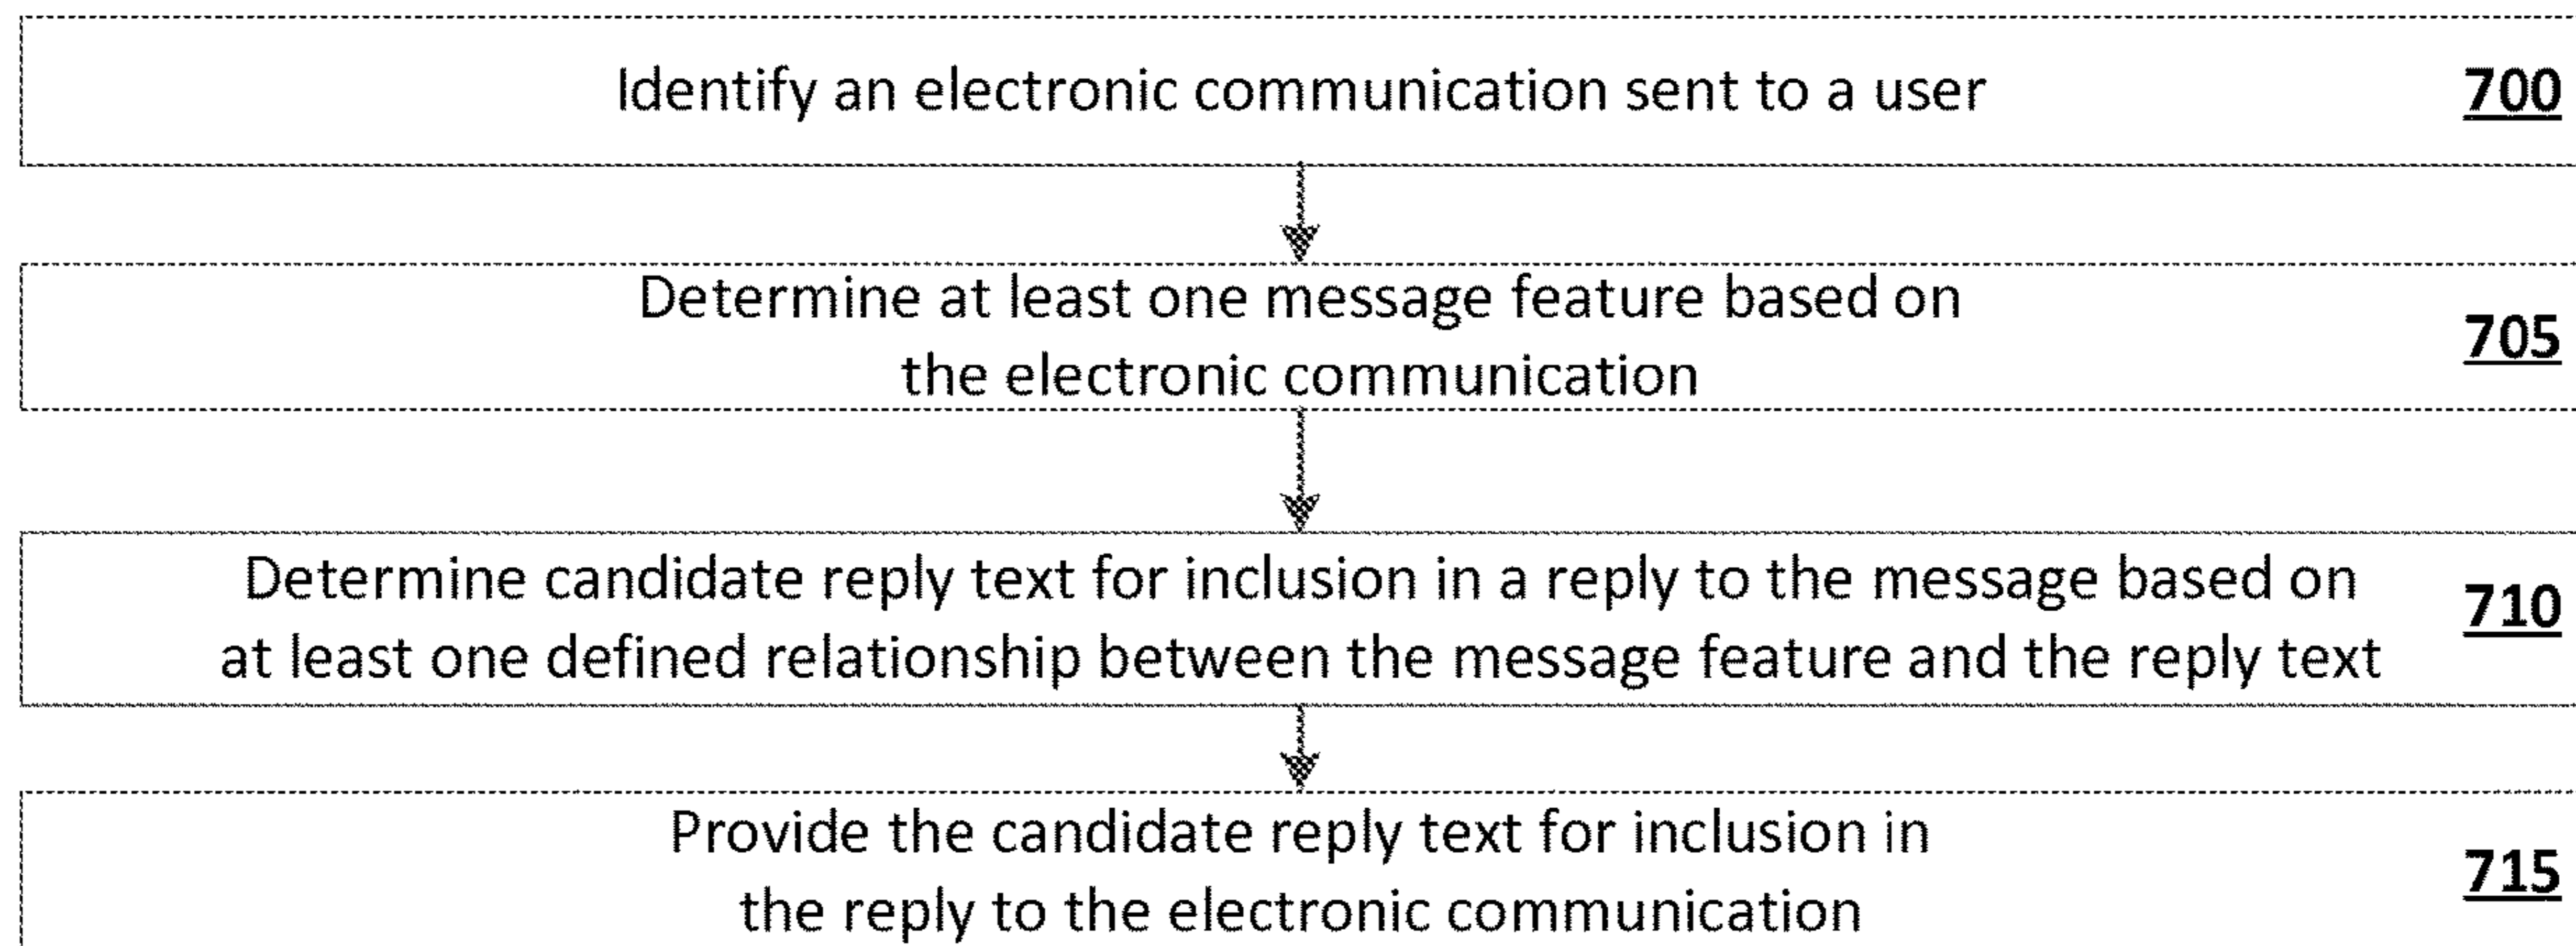 Identify an electronic communication sent to a user 700
Determine at least one message feature based on
the electronic communication
705
Determine candidate reply text for inclusion in a reply to the message based on
at least one defined relationship between the message feature and the reply text
710
Provide the candidate reply text for inclusion in
the reply to the electronic communication
715